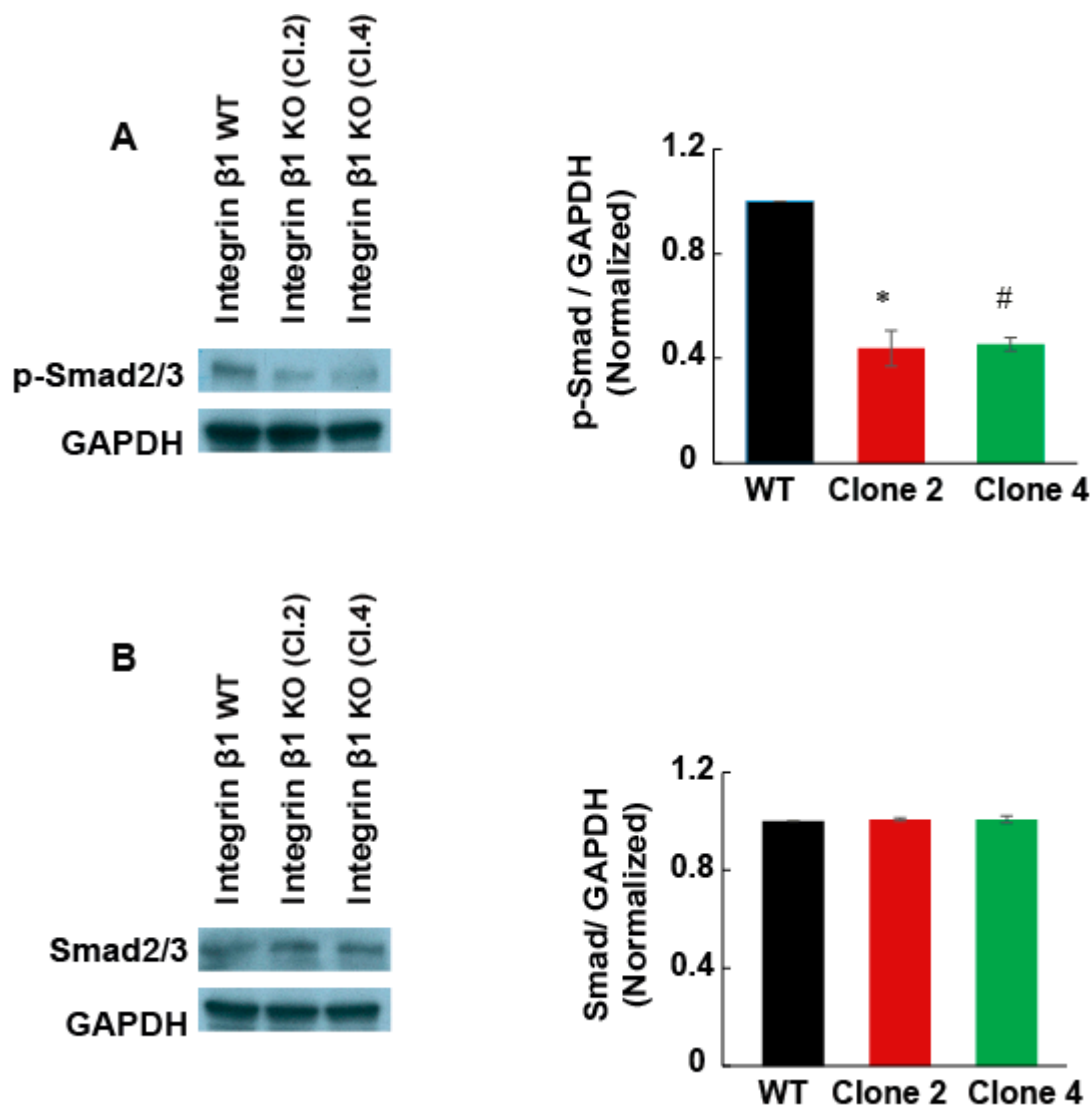 A
Integrin β1 WT
Integrin β1 KO (Cl.2)
Integrin β1 KO (Cl.4)
p-Smad2/3
GAPDH
p-Smad / GAPDH
(Normalized)
1.2
0.8
0.4
0
*
#
WT Clone 2 Clone 4
B
Integrin β1 WT
Integrin β1 KO (Cl.2)
Integrin β1 KO (Cl.4)
Smad2/3
GAPDH
Smad/ GAPDH
(Normalized)
1.2
0.8
0.4
0
WT Clone 2 Clone 4